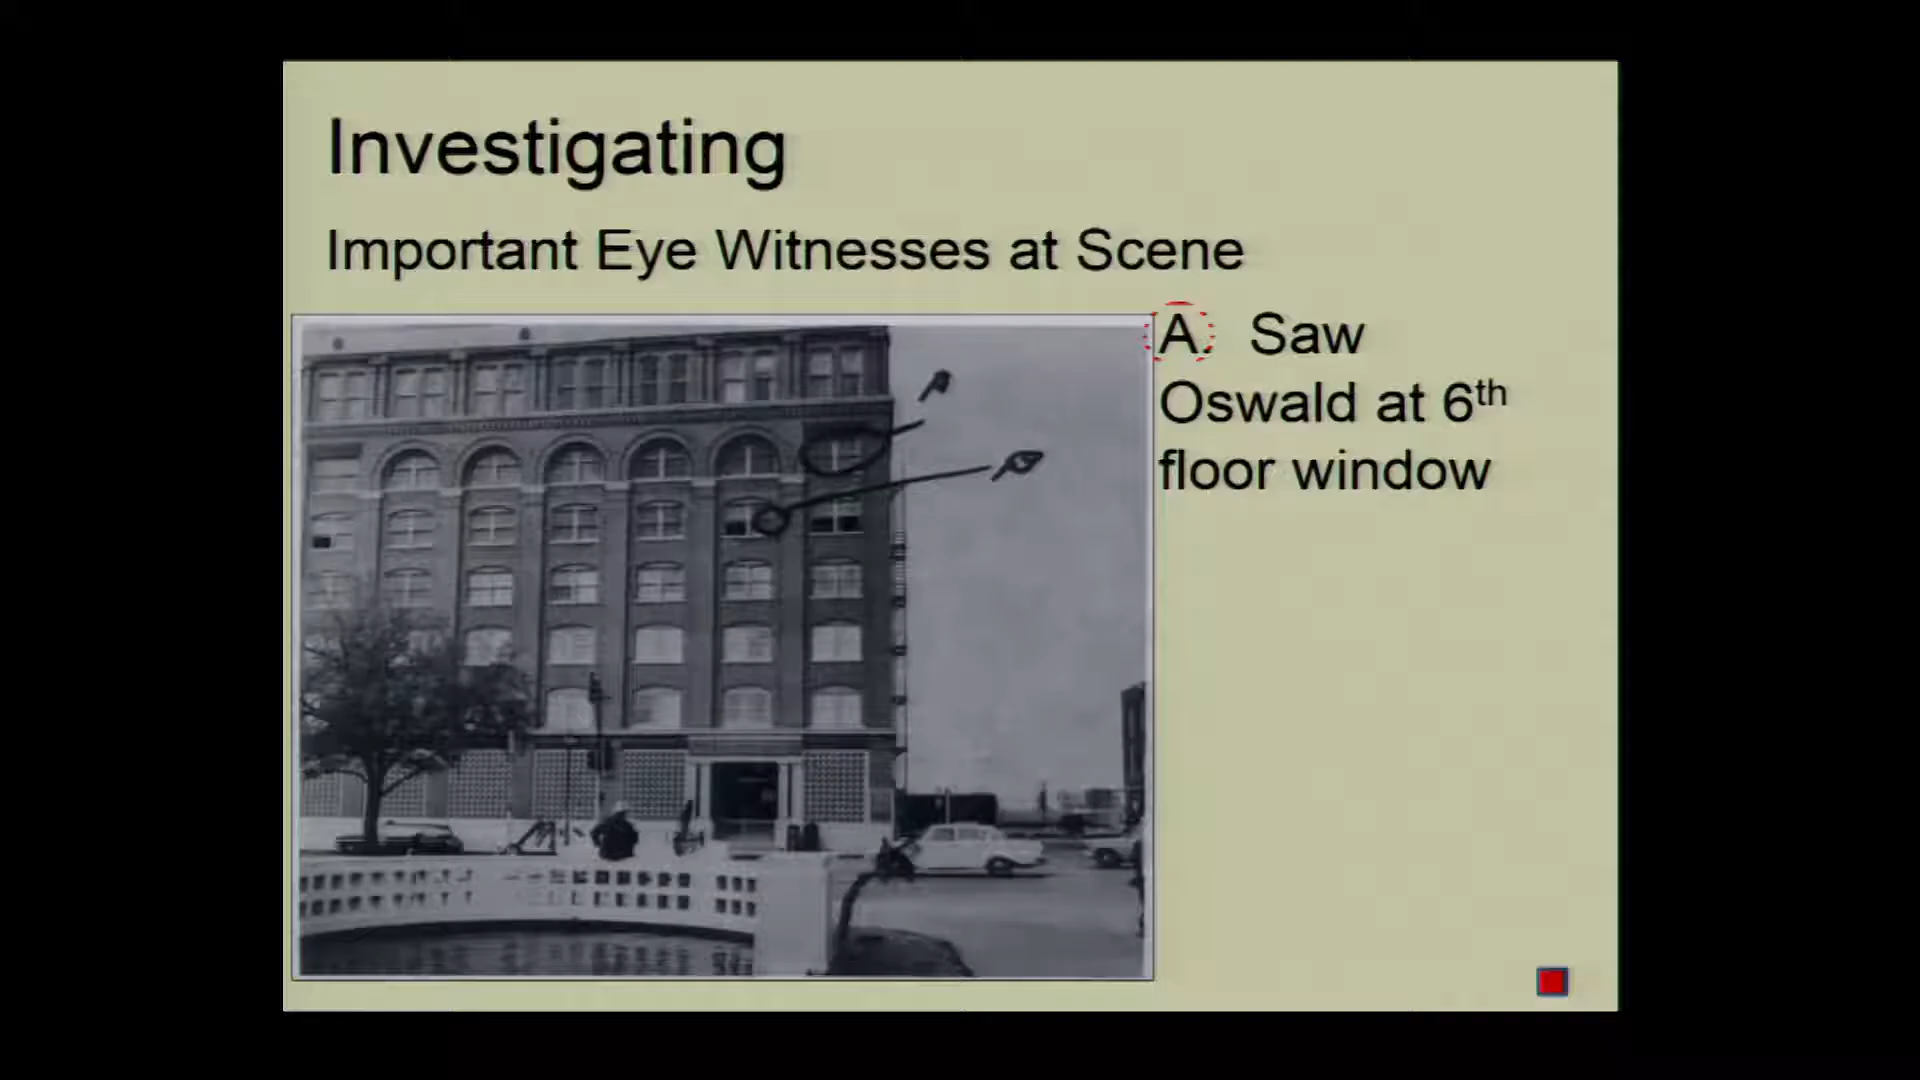 Investigating
Important Eye Witnesses at Scene
A. Saw
Oswald at 6th
floor window